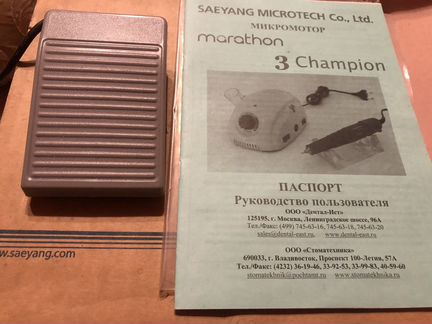 SAEYANG MICROTECH Co., Ltd.
МИКРОМОТОР
marathon
3 Champion
ПАСПОРТ
Руководство пользователя
ООО «Дентал-Ист»
125195, г. Москва, Ленинградское шоссе, 96А
Тел./Факс: (499) 745-63-16, 745-63-18, 745-63-20
sales@dental-east.ru, www.dental-east.ru
ООО «Стоматехника»
690033, г. Владивосток, Проспект 100-Летия, 57А
Тел./Факс: (4232) 36-19-46, 33-92-53, 33-99-83, 40-59-60
stomatekhnik@pochtamt.ru www.stomatekhnika.ru
www.saeyang.com/